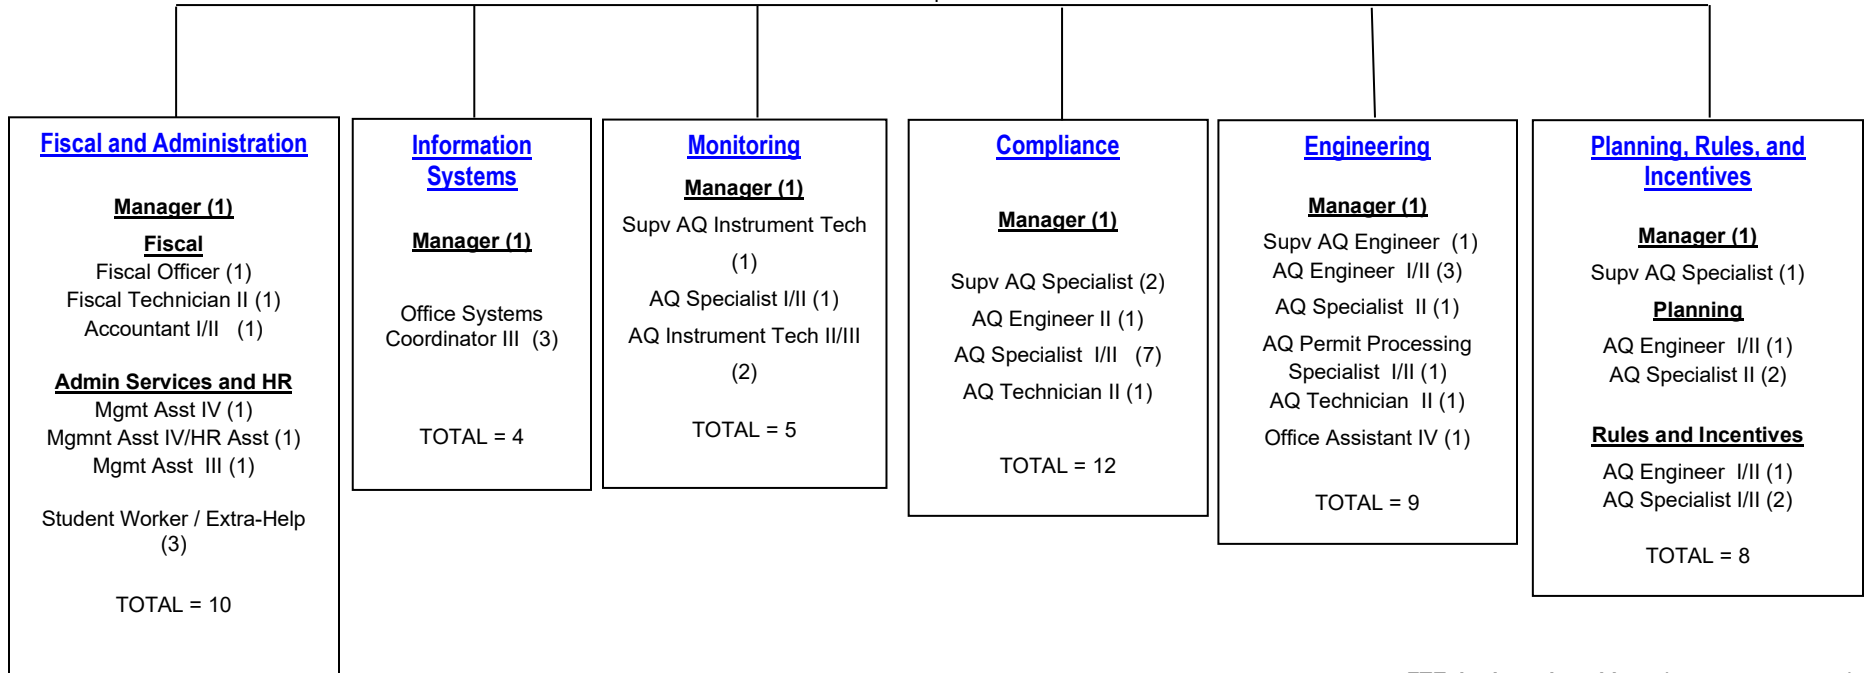 Fiscal and Administration
Manager (1)
Fiscal
Fiscal Officer (1)
Fiscal Technician II (1)
Accountant I/II (1)
Admin Services and HR
Mgmt Asst IV (1)
Mgmnt Asst IV/HR Asst (1)
Mgmt Asst III (1)
Student Worker / Extra-Help
(3)
TOTAL = 10
Information
Systems
Manager (1)
Office Systems
Coordinator III (3)
TOTAL = 4
Monitoring
Manager (1)
Supv AQ Instrument Tech
(1)
AQ Specialist I/II (1)
AQ Instrument Tech II/III
(2)
TOTAL = 5
Compliance
Manager (1)
Supv AQ Specialist (2)
AQ Engineer II (1)
AQ Specialist I/II (7)
AQ Technician II (1)
TOTAL = 12
Engineering
Manager (1)
Supv AQ Engineer (1)
AQ Engineer I/II (3)
AQ Specialist II (1)
AQ Permit Processing
Specialist I/II (1)
AQ Technician II (1)
Office Assistant IV (1)
TOTAL = 9
Planning, Rules, and
Incentives
Manager (1)
Supv AQ Specialist (1)
Planning
AQ Engineer I/II (1)
AQ Specialist II (2)
Rules and Incentives
AQ Engineer I/II (1)
AQ Specialist I/II (2)
TOTAL = 8